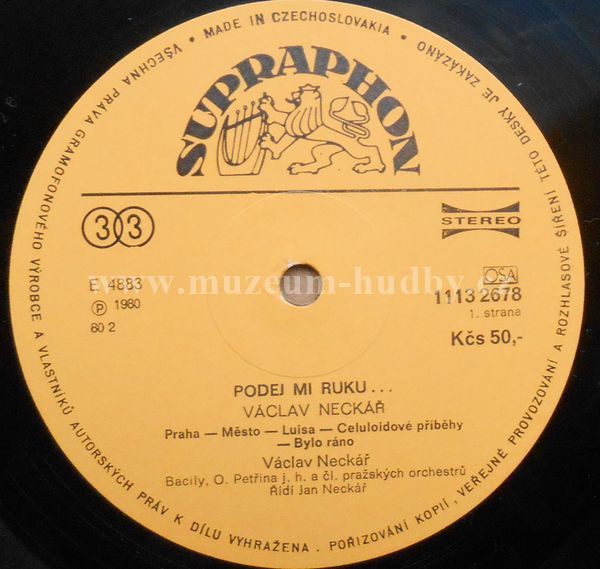 VŠECHNA PRÁVA GRAMOFONOVÉHO VÝROBCE A VLASTNÍKŮ AUTORSKÝCH PRÁV K DÍLU VYHRAŽENA . POŘIZOVÁNÍ KOPIÍ , VEŘEJNÉ PROVOZOVÁNÍ A ROZHLASOVÉ ŠÍŘENÍ TÉTO DESKY JE ZAKÁZÁNO
• MADE IN CZECHOSLOVAKIA •
SUPRAPHON
33
STEREO
www.muzeum-hudby.cz
E 4883
OSA
℗ 1980
1113 2678
80 2
1. strana
Kčs 50,-
PODEJ MI RUKU...
VÁCLAV NECKÁŘ
Praha — Město — Luisa — Celuloidové příběhy
— Bylo ráno
Václav Neckář
Bacily, O. Petřina j. h. a čl. pražských orchestrů
Řídí Jan Neckář